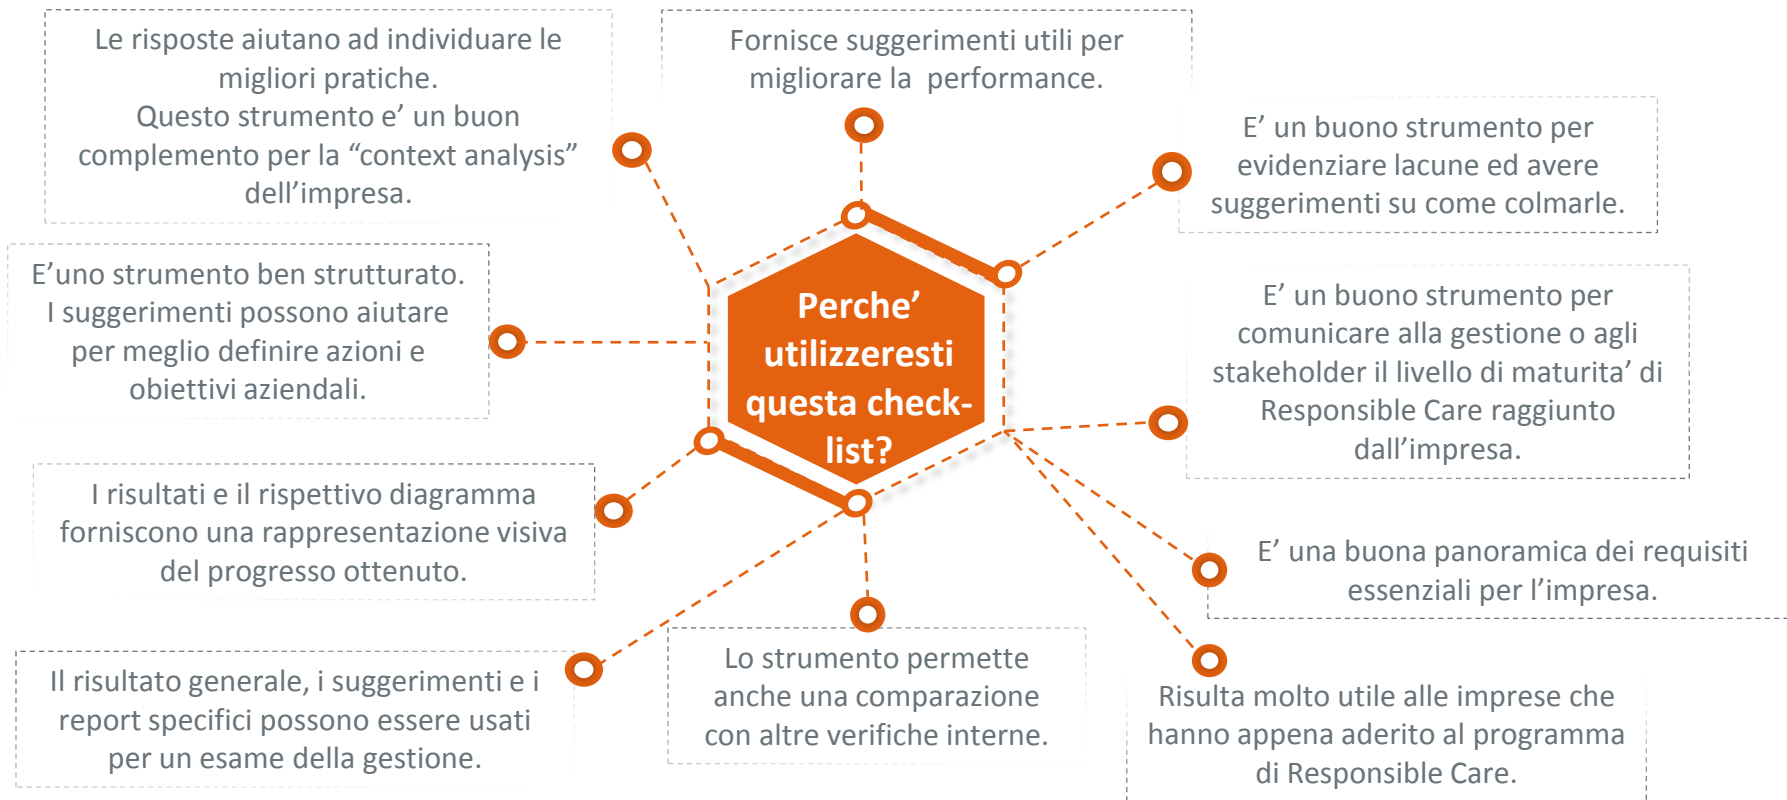 Le risposte aiutano ad individuare le
migliori pratiche.
Questo strumento e’ un buon
complemento per la “context analysis”
dell’impresa.
Fornisce suggerimenti utili per
migliorare la  performance.
E’ un buono strumento per
evidenziare lacune ed avere
suggerimenti su come colmarle.
E’uno strumento ben strutturato.
I suggerimenti possono aiutare
per meglio definire azioni e
obiettivi aziendali.
Perche’
utilizzeresti
questa check-
list?
E’ un buono strumento per
comunicare alla gestione o agli
stakeholder il livello di maturita’ di
Responsible Care raggiunto
dall’impresa.
I risultati e il rispettivo diagramma
forniscono una rappresentazione visiva
del progresso ottenuto.
E’ una buona panoramica dei requisiti
essenziali per l’impresa.
Il risultato generale, i suggerimenti e i
report specifici possono essere usati
per un esame della gestione.
Lo strumento permette
anche una comparazione
con altre verifiche interne.
Risulta molto utile alle imprese che
hanno appena aderito al programma
di Responsible Care.